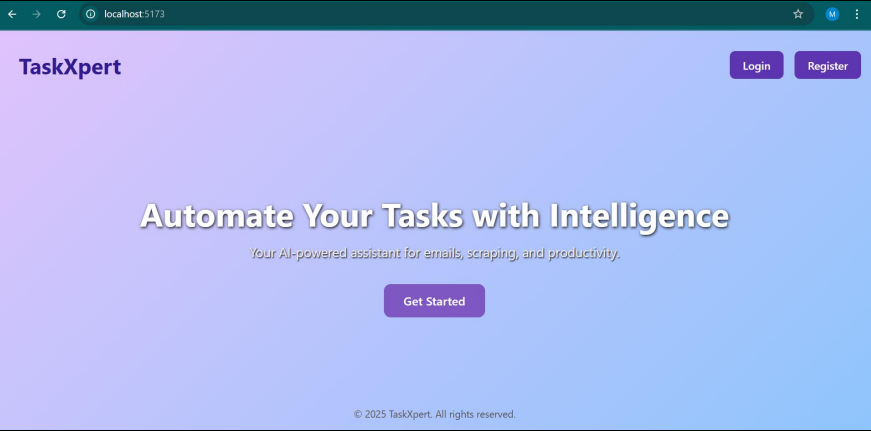 localhost:5173
M
TaskXpert
Login
Register
Automate Your Tasks with Intelligence
Your AI-powered assistant for emails, scraping, and productivity.
Get Started
© 2025 TaskXpert. All rights reserved.